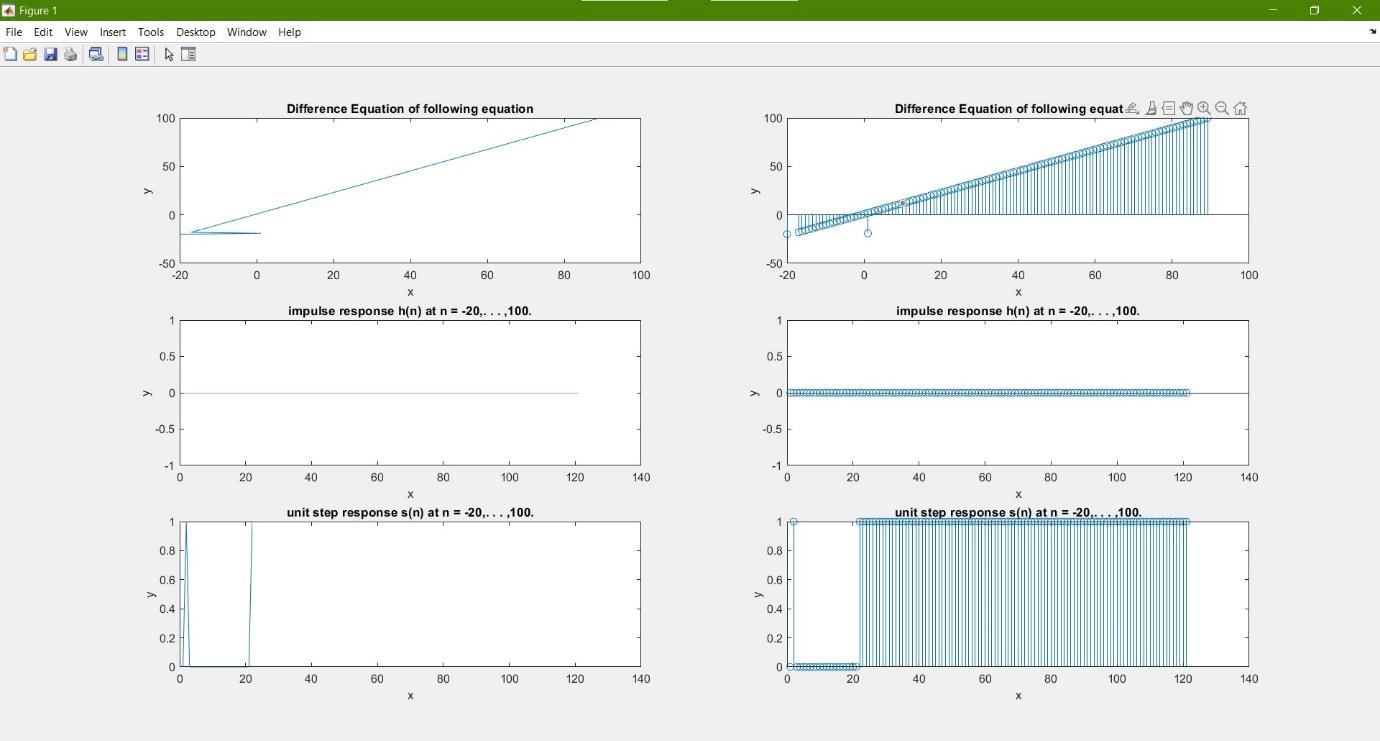 Figure 1
File Edit View Insert Tools Desktop Window Help
Difference Equation of following equation
100
50
0
-50
y
-20 0 20 40 60 80 100
x
Difference Equation of following equat
100
50
0
-50
y
-20 0 20 40 60 80 100
x
impulse response h(n) at n = -20,. . . ,100.
1
0.5
0
-0.5
-1
y
0 20 40 60 80 100 120 140
x
impulse response h(n) at n = -20,. . . ,100.
1
0.5
0
-0.5
-1
y
0 20 40 60 80 100 120 140
x
unit step response s(n) at n = -20,. . . ,100.
1
0.8
0.6
0.4
0.2
0
y
0 20 40 60 80 100 120 140
x
unit step response s(n) at n = -20,. . . ,100.
1
0.8
0.6
0.4
0.2
0
y
0 20 40 60 80 100 120 140
x